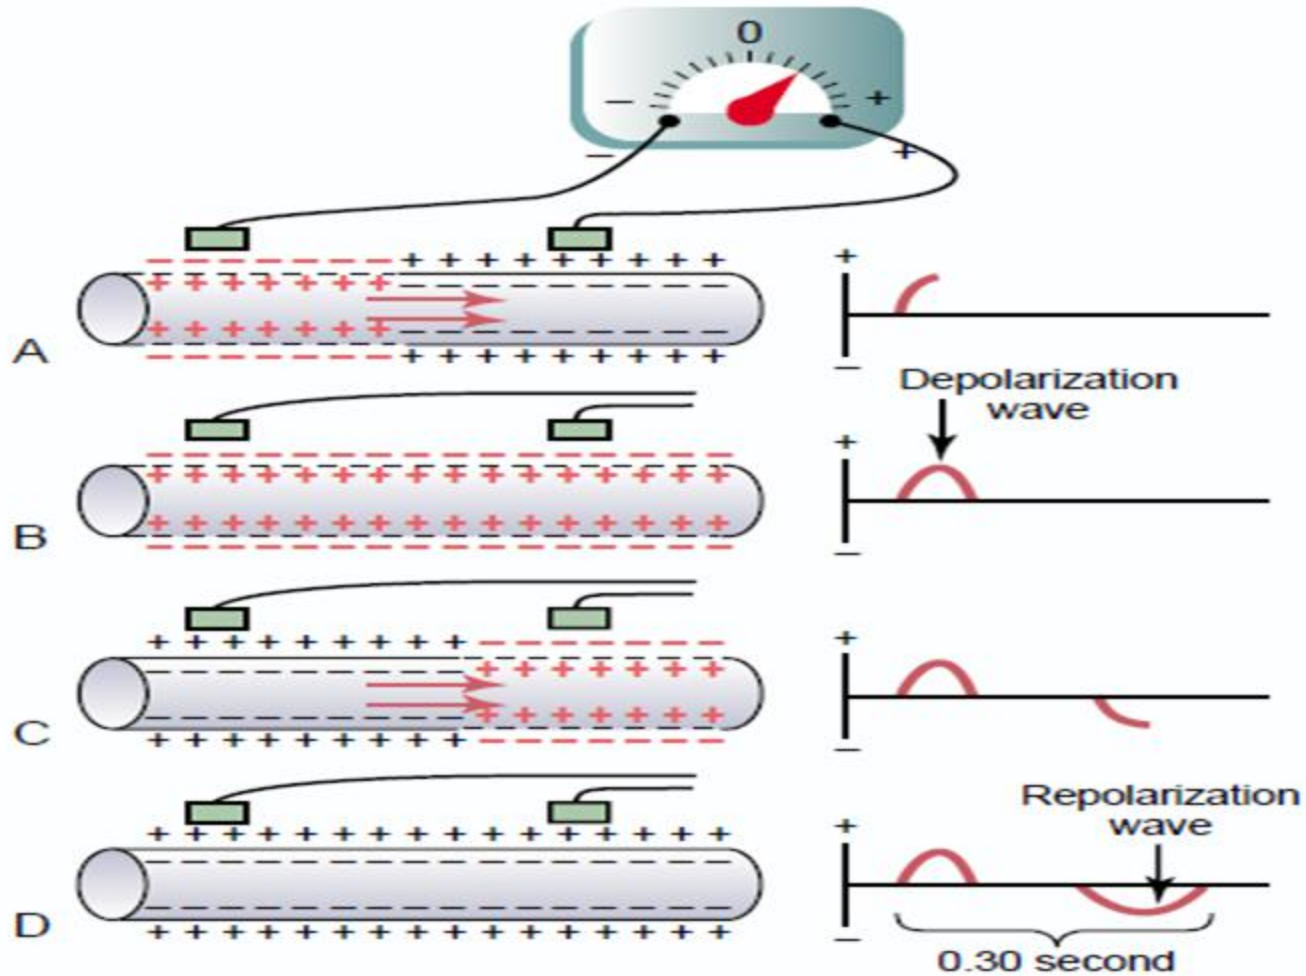 0
− +
− +
− − − − − − − + + + + + + + + +
+ + + + + + + − − − − − − − − −
+ + + + + + + − − − − − − − − −
− − − − − − − + + + + + + + + +
A
+
−
Depolarization
wave
− − − − − − − − − − − − − − − −
+ + + + + + + + + + + + + + + +
+ + + + + + + + + + + + + + + +
− − − − − − − − − − − − − − − −
B
+
−
+ + + + + + + + + − − − − − − −
− − − − − − − − − + + + + + + +
− − − − − − − − − + + + + + + +
+ + + + + + + + + − − − − − − −
C
+
−
Repolarization
wave
+ + + + + + + + + + + + + + + +
− − − − − − − − − − − − − − − −
− − − − − − − − − − − − − − − −
+ + + + + + + + + + + + + + + +
D
+
−
0.30 second